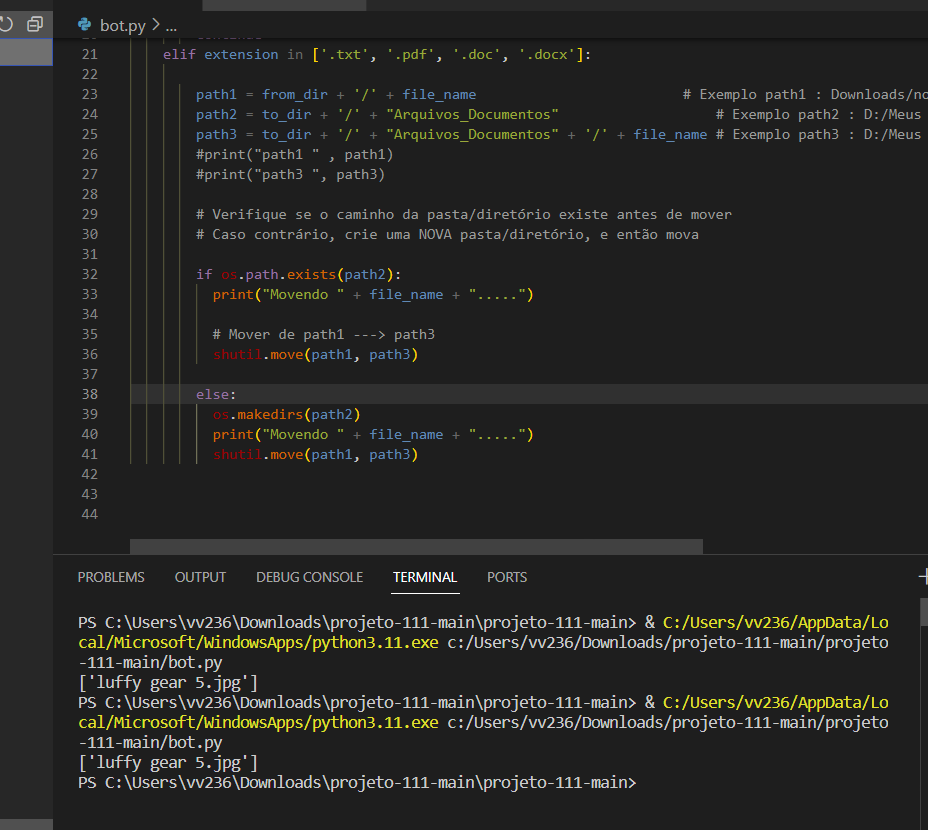 bot.py > ...
21 elif extension in ['.txt', '.pdf', '.doc', '.docx']:
22
23 path1 = from_dir + '/' + file_name # Exemplo path1 : Downloads/
24 path2 = to_dir + '/' + "Arquivos_Documentos" # Exemplo path2 : D:/Meus
25 path3 = to_dir + '/' + "Arquivos_Documentos" + '/' + file_name # Exemplo path3 : D:/Meus
26 #print("path1 " , path1)
27 #print("path3 ", path3)
28
29 # Verifique se o caminho da pasta/diretório existe antes de mover
30 # Caso contrário, crie uma NOVA pasta/diretório, e então mova
31
32 if os.path.exists(path2):
33 print("Movendo " + file_name + ".....")
34
35 # Mover de path1 ---> path3
36 shutil.move(path1, path3)
37
38 else:
39 os.makedirs(path2)
40 print("Movendo " + file_name + ".....")
41 shutil.move(path1, path3)
42
43
44
PROBLEMS OUTPUT DEBUG CONSOLE TERMINAL PORTS
PS C:\Users\vv236\Downloads\projeto-111-main\projeto-111-main> & C:/Users/vv236/AppData/Lo
cal/Microsoft/WindowsApps/python3.11.exe c:/Users/vv236/Downloads/projeto-111-main/projeto
-111-main/bot.py
['luffy gear 5.jpg']
PS C:\Users\vv236\Downloads\projeto-111-main\projeto-111-main> & C:/Users/vv236/AppData/Lo
cal/Microsoft/WindowsApps/python3.11.exe c:/Users/vv236/Downloads/projeto-111-main/projeto
-111-main/bot.py
['luffy gear 5.jpg']
PS C:\Users\vv236\Downloads\projeto-111-main\projeto-111-main>